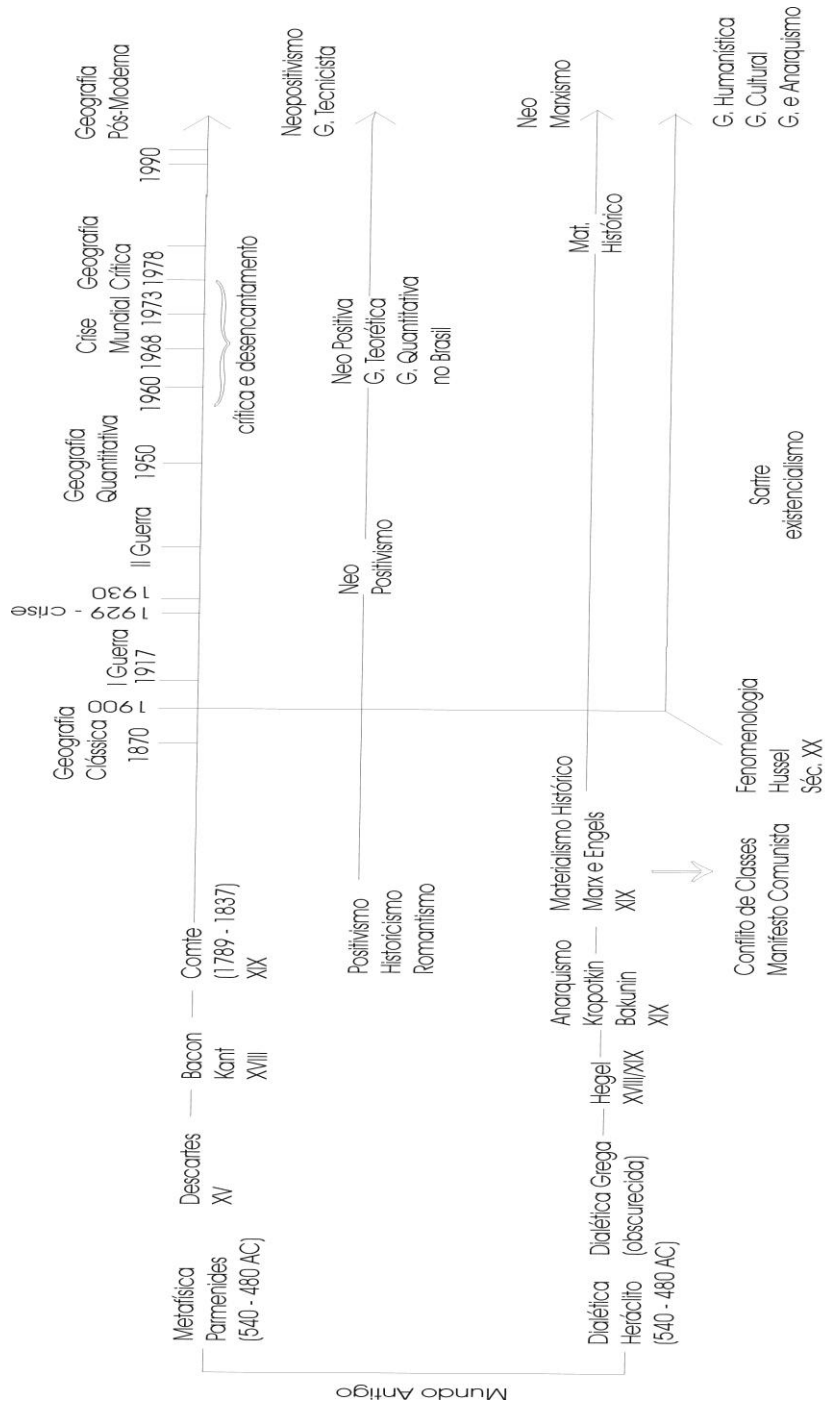 Mundo Antigo
Metafísica
Parmenides
(540 - 480 AC)
Descartes
XV
Bacon
Kant
XVIII
Comte
(1789 - 1837)
XIX
Geografia
Clássica
1870
1900
I Guerra
1917
1929 - crise
1930
II Guerra
Geografia
Quantitativa
1950
Crise
Mundial
1960 1968 1973
Geografia
Crítica
1978
crítica e desencantamento
1990
Geografia
Pós-Moderna
Positivismo
Historicismo
Romantismo
Neo
Positivismo
Neo Positiva
G. Teorética
G. Quantitativa
no Brasil
Neopositivismo
G. Tecnicista
Dialética
Heráclito
(540 - 480 AC)
Dialética Grega
(obscurecida)
Hegel
XVIII/XIX
Anarquismo
Kropotkin
Bakunin
XIX
Materialismo Histórico
Marx e Engels
XIX
Mat.
Histórico
Neo
Marxismo
Conflito de Classes
Manifesto Comunista
Fenomenologia
Hussel
Séc. XX
Sartre
existencialismo
G. Humanística
G. Cultural
G. e Anarquismo